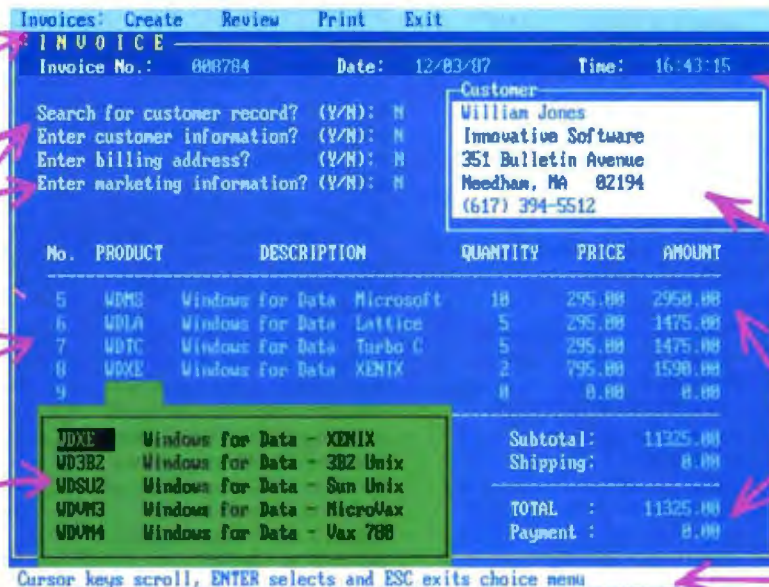 Invoices: Create Review Print Exit
INVOICE
Invoice No.: 008784 Date: 12/03/87 Time: 16:43:15
Customer
Search for customer record? (Y/N): N
Enter customer information? (Y/N): N
Enter billing address? (Y/N): N
Enter marketing information? (Y/N): N
William Jones
Innovative Software
351 Bulletin Avenue
Needham, MA 02194
(617) 394-5512
No. PRODUCT DESCRIPTION QUANTITY PRICE AMOUNT
5 WDMS Windows for Data Microsoft 10 295.00 2950.00
6 WDLA Windows for Data Lattice 5 295.00 1475.00
7 WDTC Windows for Data Turbo C 5 295.00 1475.00
8 WDXE Windows for Data XENIX 2 795.00 1590.00
9 0 0.00 0.00
WDXE Windows for Data - XENIX
WD3B2 Windows for Data - 3B2 Unix
WDSU2 Windows for Data - Sun Unix
WDVM3 Windows for Data - MicroVax
WDVM4 Windows for Data - Vax 780
Subtotal: 11325.00
Shipping: 0.00
TOTAL : 11325.00
Payment : 0.00
Cursor keys scroll, ENTER selects and ESC exits choice menu